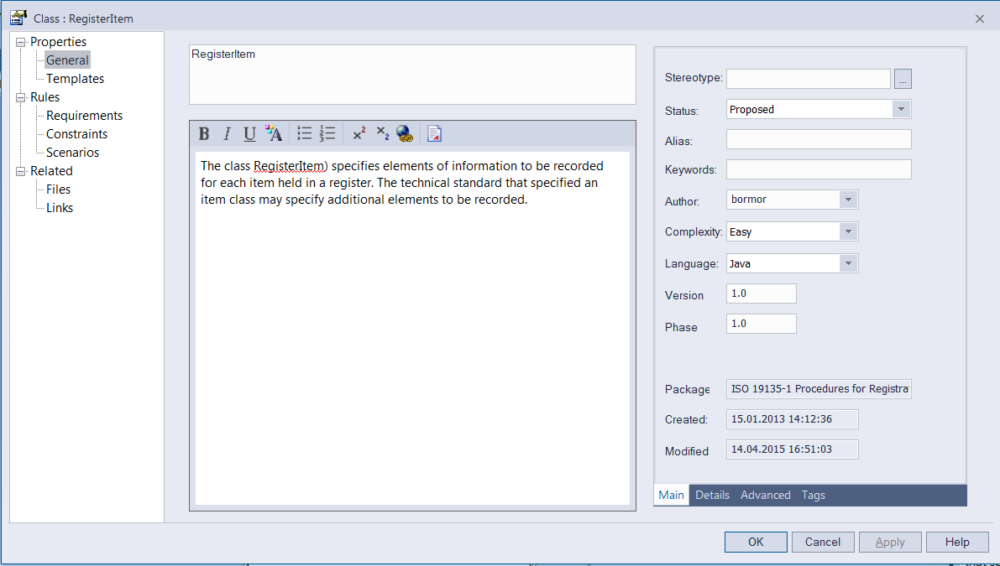 Class : RegisterItem
Properties
General
Templates
Rules
Requirements
Constraints
Scenarios
Related
Files
Links
RegisterItem
B I U A x² x₂
The class RegisterItem) specifies elements of information to be recorded
for each item held in a register. The technical standard that specified an
item class may specify additional elements to be recorded.
Stereotype: ...
Status: Proposed
Alias:
Keywords:
Author: bormor
Complexity: Easy
Language: Java
Version 1.0
Phase 1.0
Package ISO 19135-1 Procedures for Registra
Created: 15.01.2013 14:12:36
Modified 14.04.2015 16:51:03
Main Details Advanced Tags
OK Cancel Apply Help